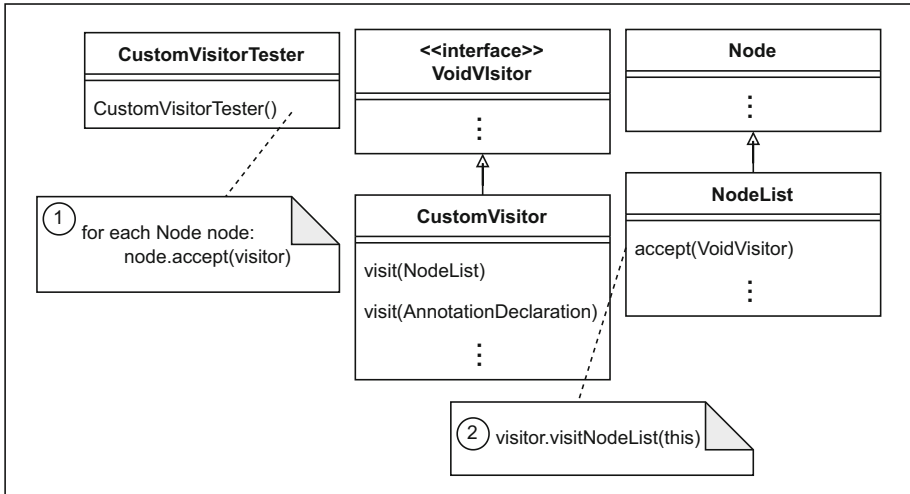 CustomVisitorTester
CustomVisitorTester()
1
for each Node node:
node.accept(visitor)
<<interface>>
VoidVIsitor
⋮
CustomVisitor
visit(NodeList)
visit(AnnotationDeclaration)
⋮
Node
⋮
NodeList
accept(VoidVisitor)
⋮
2
visitor.visitNodeList(this)